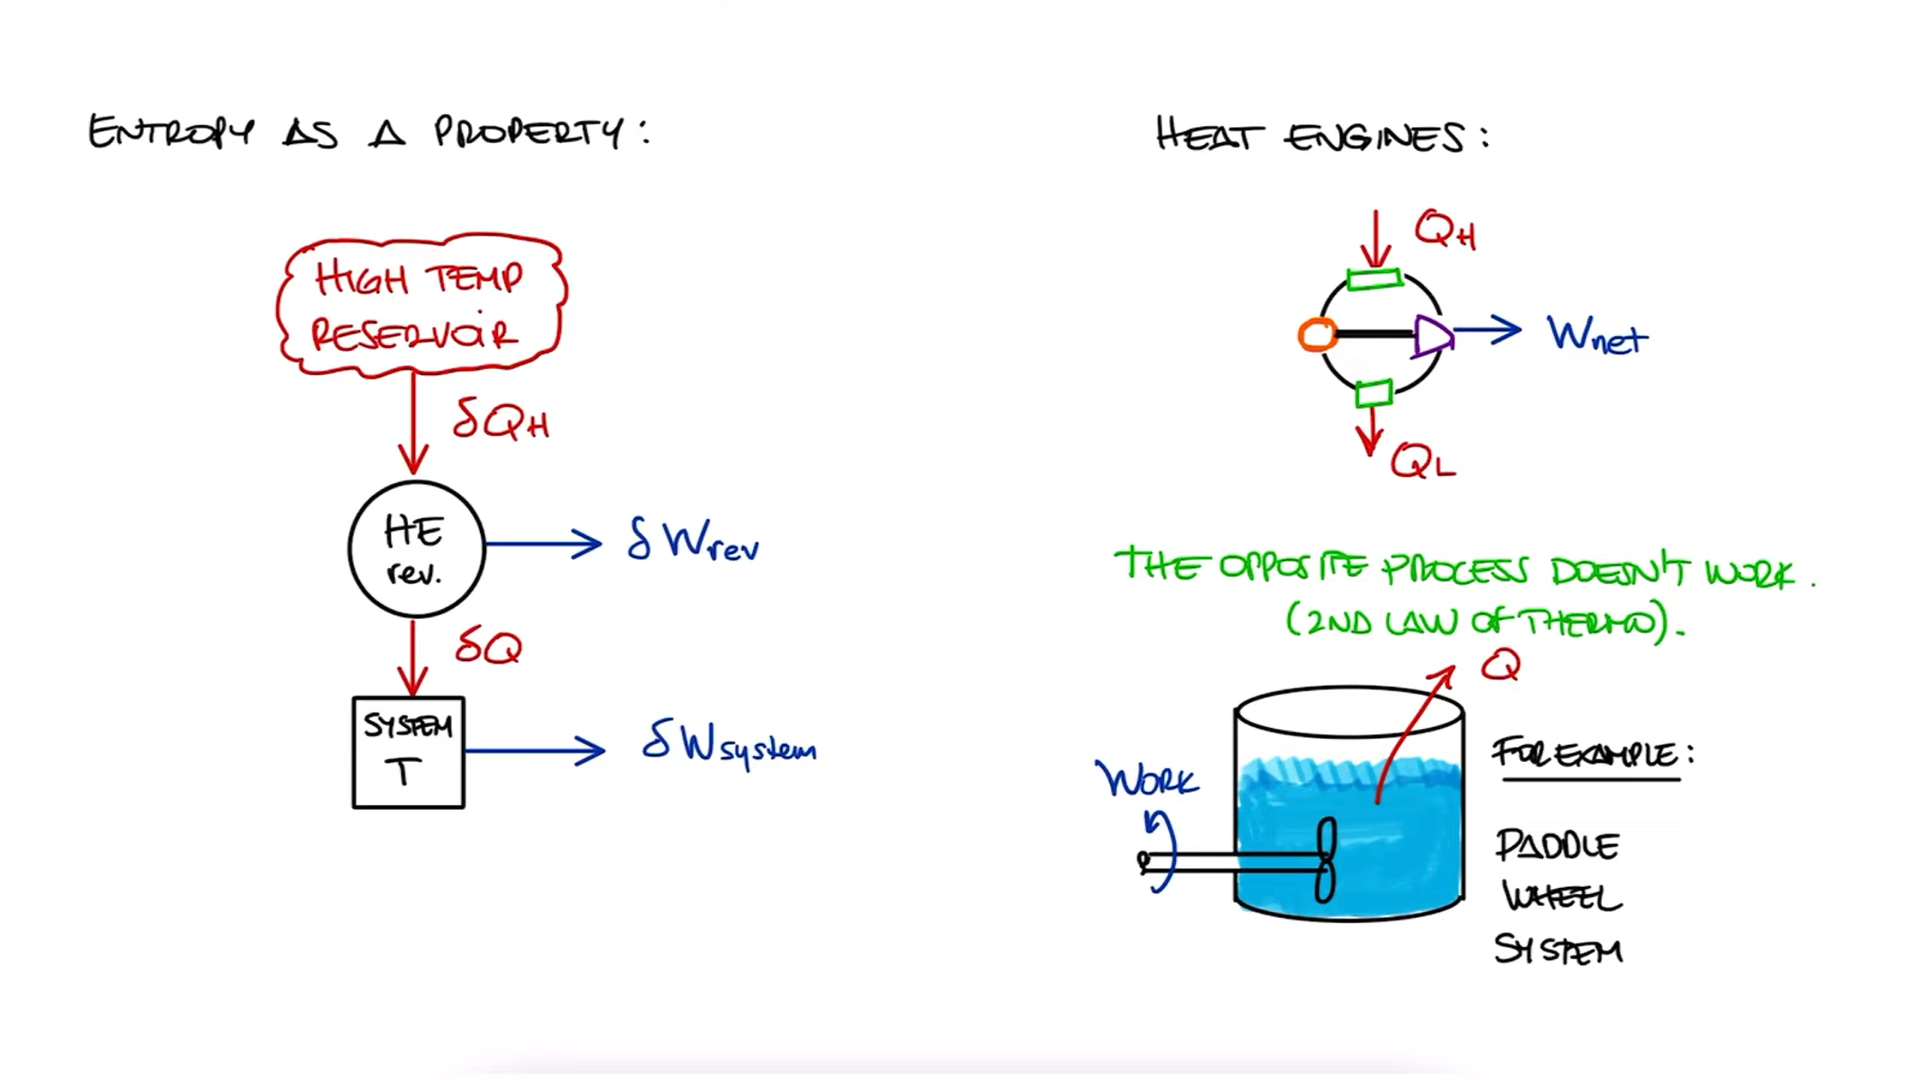 ENTROPY AS A PROPERTY:
HIGH TEMP
RESERVOIR
δQH
HE
rev.
δWrev
δQ
SYSTEM
T
δWsystem
HEAT ENGINES:
QH
Wnet
QL
THE OPPOSITE PROCESS DOESN'T WORK.
(2ND LAW OF THERMO).
Q
WORK
FOR EXAMPLE:
PADDLE
WHEEL
SYSTEM